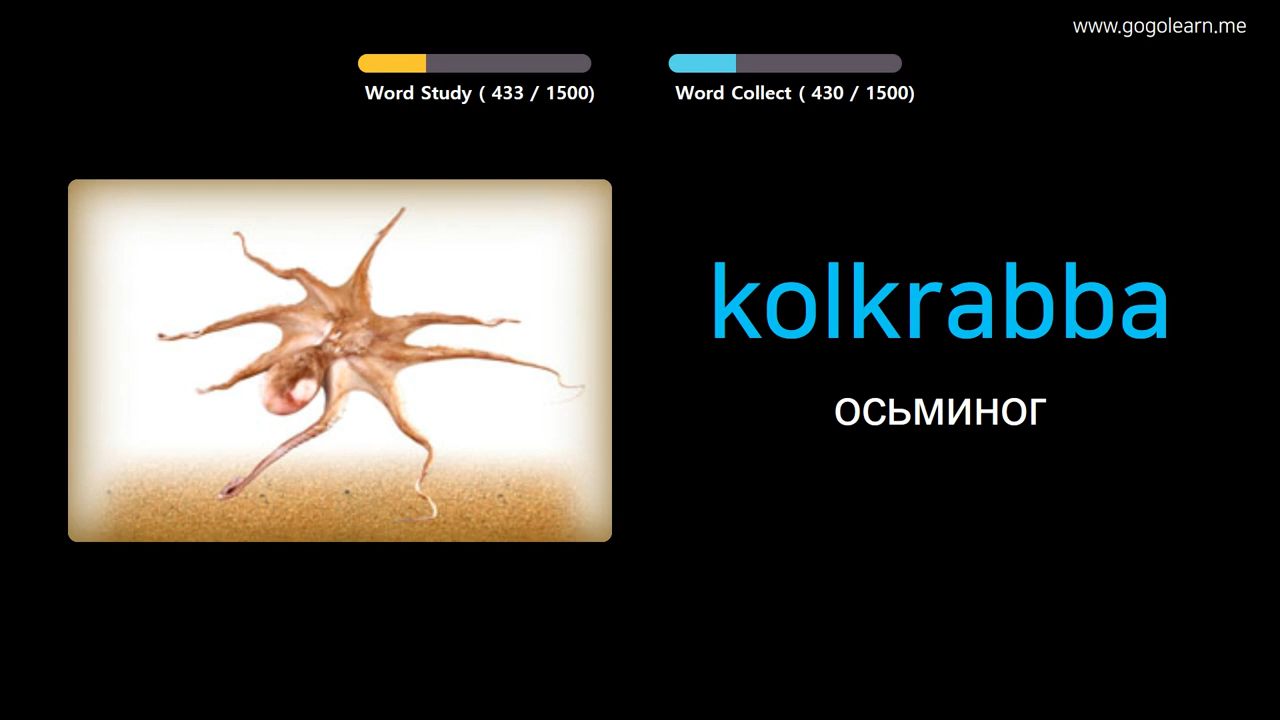 www.gogolearn.me
Word Study ( 433 / 1500)
Word Collect ( 430 / 1500)
kolkrabba
осьминог